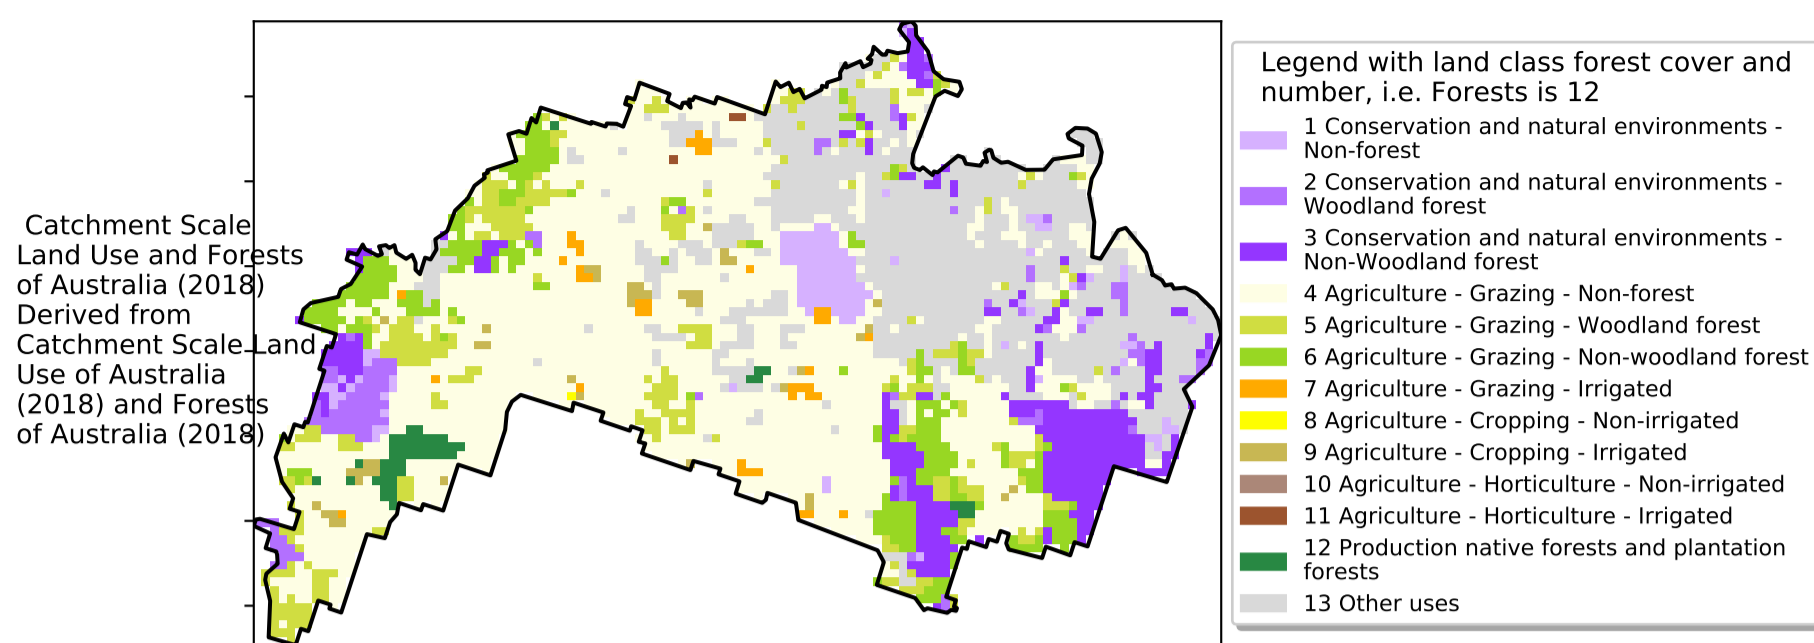 Catchment Scale
Land Use and Forests
of Australia (2018)
Derived from
Catchment Scale Land
Use of Australia
(2018) and Forests
of Australia (2018)
Legend with land class forest cover and
number, i.e. Forests is 12
1 Conservation and natural environments -
Non-forest
2 Conservation and natural environments -
Woodland forest
3 Conservation and natural environments -
Non-Woodland forest
4 Agriculture - Grazing - Non-forest
5 Agriculture - Grazing - Woodland forest
6 Agriculture - Grazing - Non-woodland forest
7 Agriculture - Grazing - Irrigated
8 Agriculture - Cropping - Non-irrigated
9 Agriculture - Cropping - Irrigated
10 Agriculture - Horticulture - Non-irrigated
11 Agriculture - Horticulture - Irrigated
12 Production native forests and plantation
forests
13 Other uses